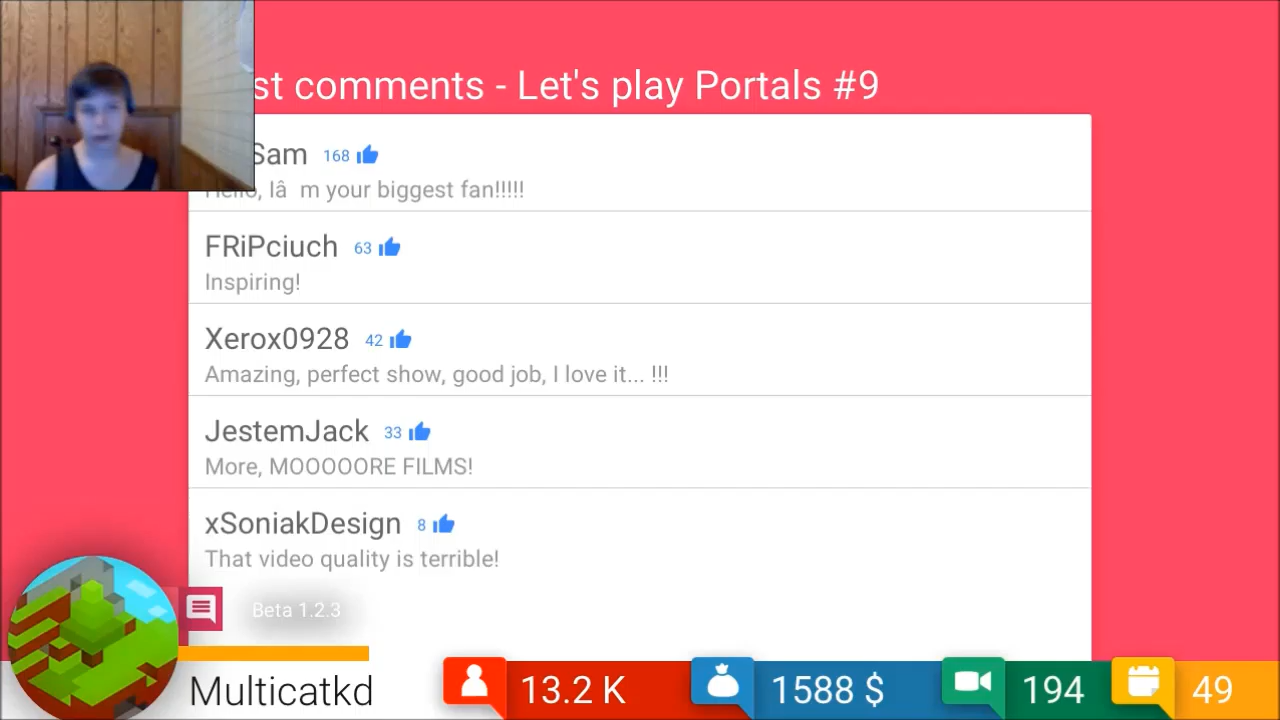 st comments - Let's play Portals #9
Sam 168
Hello, Iâ m your biggest fan!!!!!
FRiPciuch 63
Inspiring!
Xerox0928 42
Amazing, perfect show, good job, I love it... !!!
JestemJack 33
More, MOOOOORE FILMS!
xSoniakDesign 8
That video quality is terrible!
Beta 1.2.3
Multicatkd 13.2 K 1588 $ 194 49